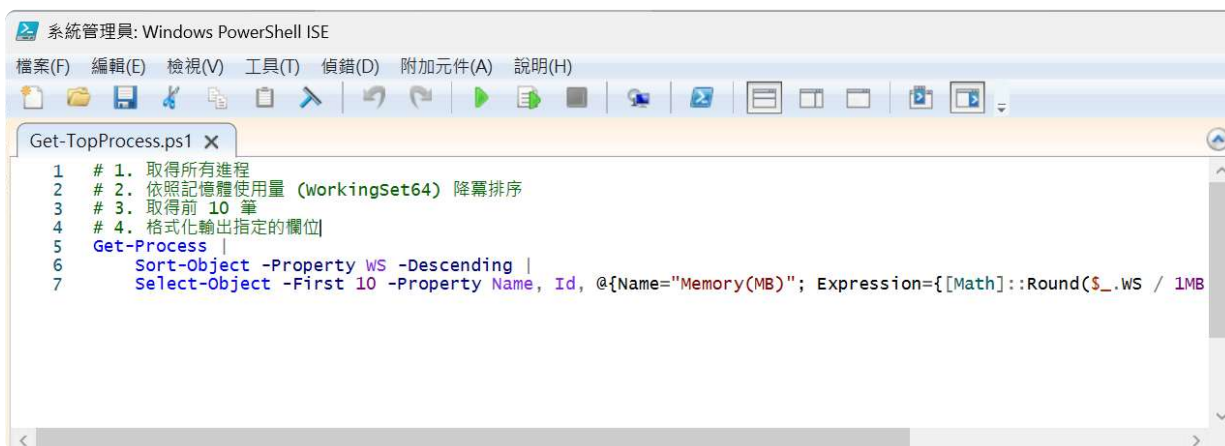 系統管理員: Windows PowerShell ISE
檔案(F) 編輯(E) 檢視(V) 工具(T) 偵錯(D) 附加元件(A) 說明(H)
Get-TopProcess.ps1 X
1 # 1. 取得所有進程
2 # 2. 依照記憶體使用量 (WorkingSet64) 降冪排序
3 # 3. 取得前 10 筆
4 # 4. 格式化輸出指定的欄位
5 Get-Process |
6 Sort-Object -Property WS -Descending |
7 Select-Object -First 10 -Property Name, Id, @{Name="Memory(MB)"; Expression={[Math]::Round($_.WS / 1MB